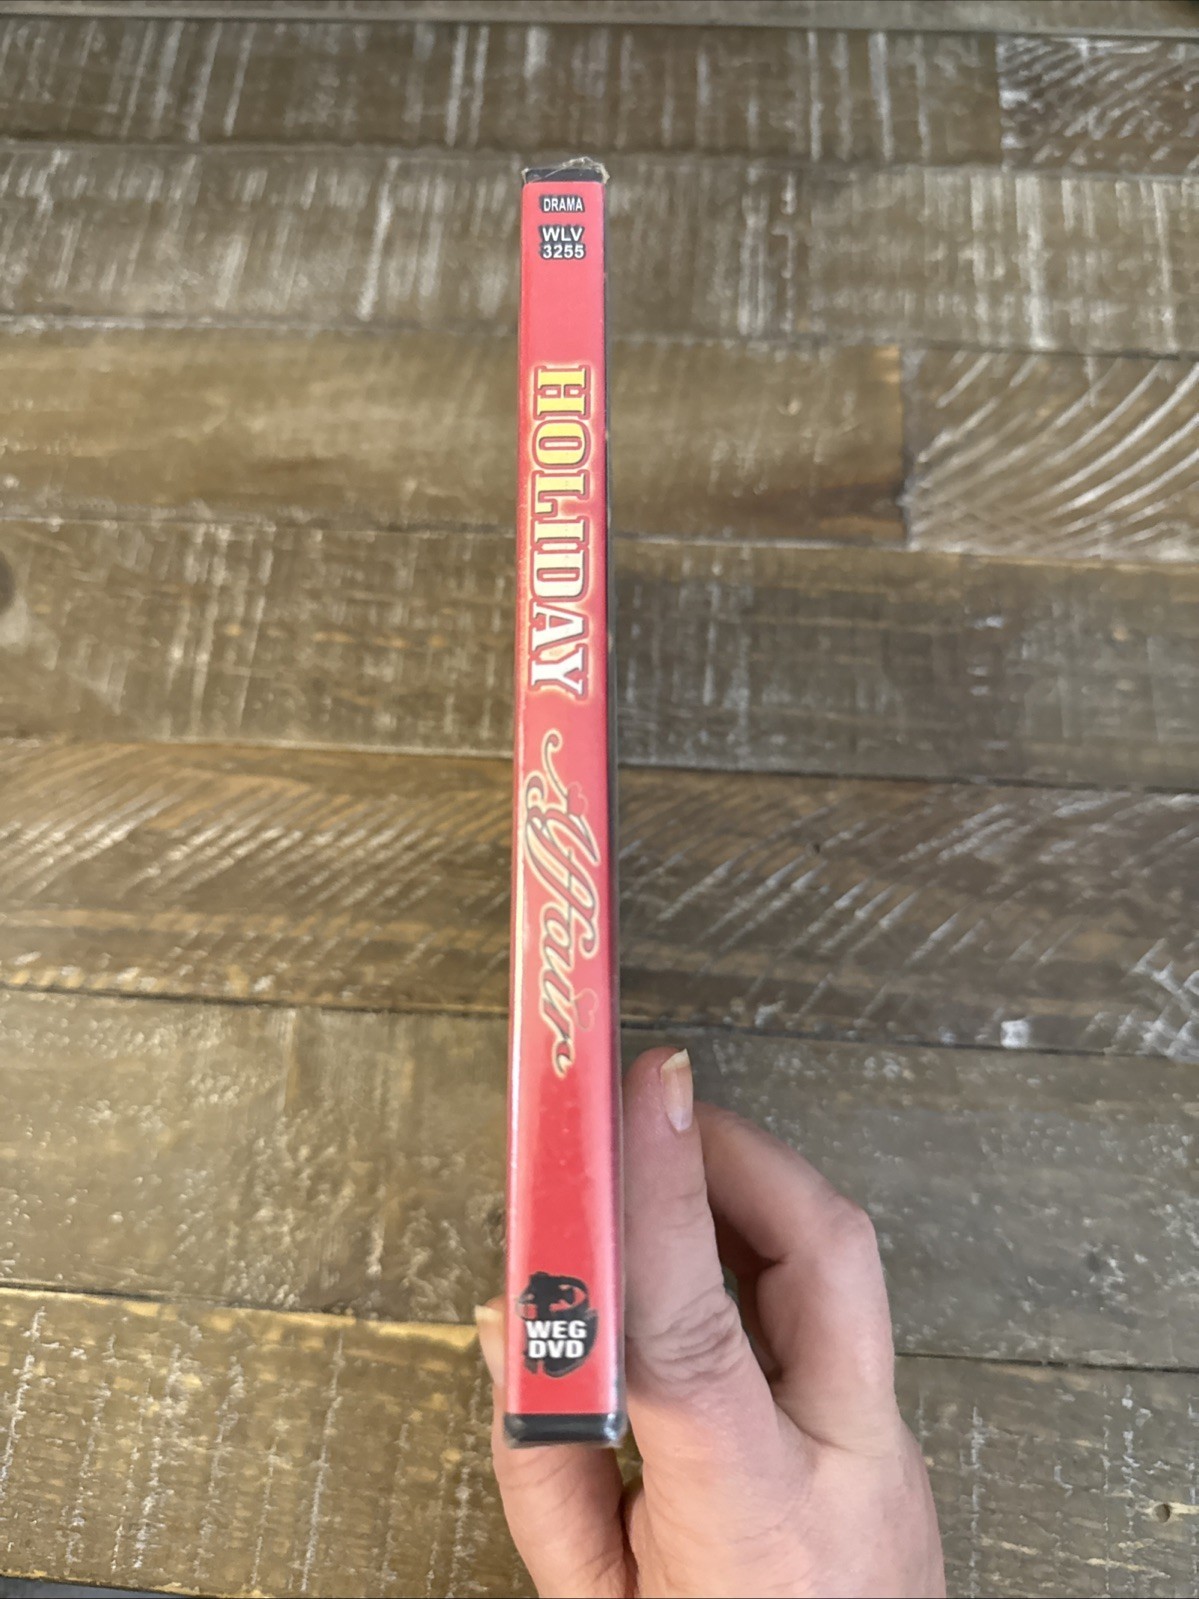 DRAMA
WLV
3255
HOLIDAY Affair
WEG
DVD